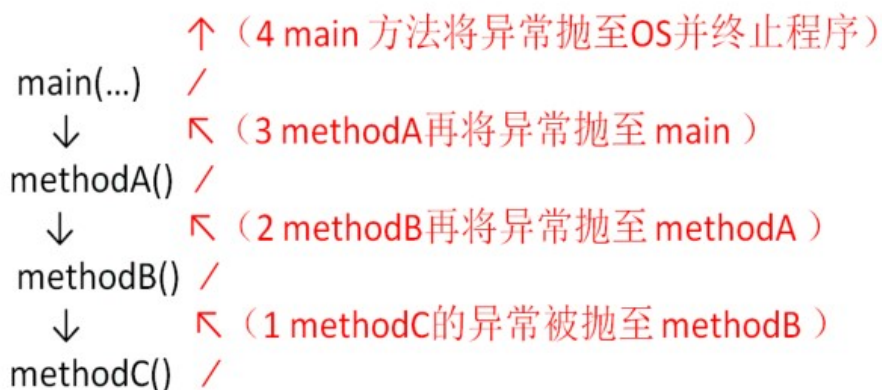 ↑（4 main 方法将异常抛至OS并终止程序）
main(...) /
↓ ↖（3 methodA再将异常抛至 main ）
methodA() /
↓ ↖（2 methodB再将异常抛至 methodA ）
methodB() /
↓ ↖（1 methodC的异常被抛至 methodB ）
methodC() /